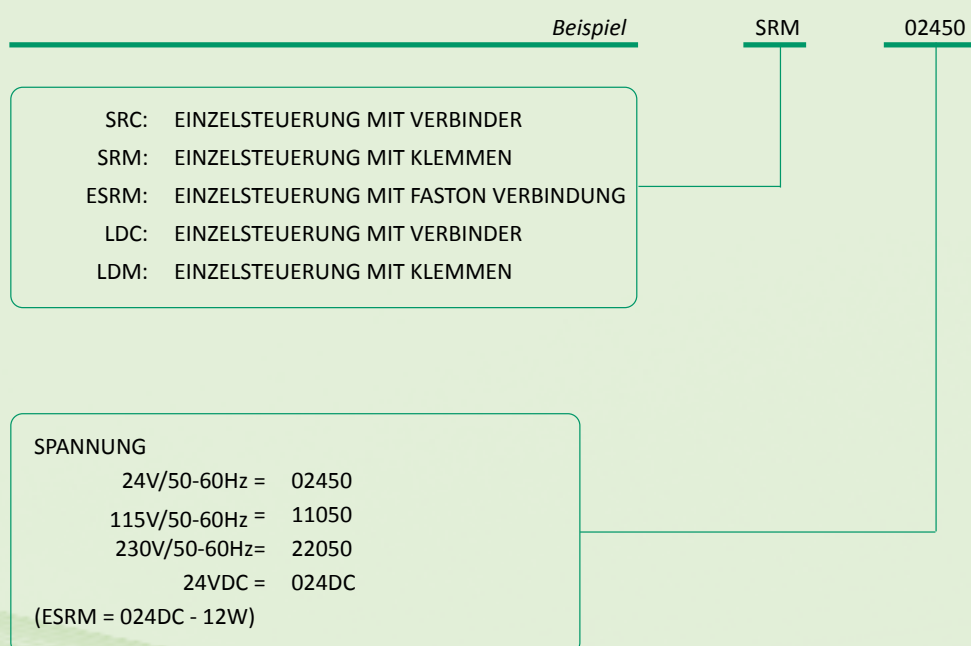 Beispiel SRM 02450
SRC: EINZELSTEUERUNG MIT VERBINDER
SRM: EINZELSTEUERUNG MIT KLEMMEN
ESRM: EINZELSTEUERUNG MIT FASTON VERBINDUNG
LDC: EINZELSTEUERUNG MIT VERBINDER
LDM: EINZELSTEUERUNG MIT KLEMMEN
SPANNUNG
24V/50-60Hz = 02450
115V/50-60Hz = 11050
230V/50-60Hz= 22050
24VDC = 024DC
(ESRM = 024DC - 12W)